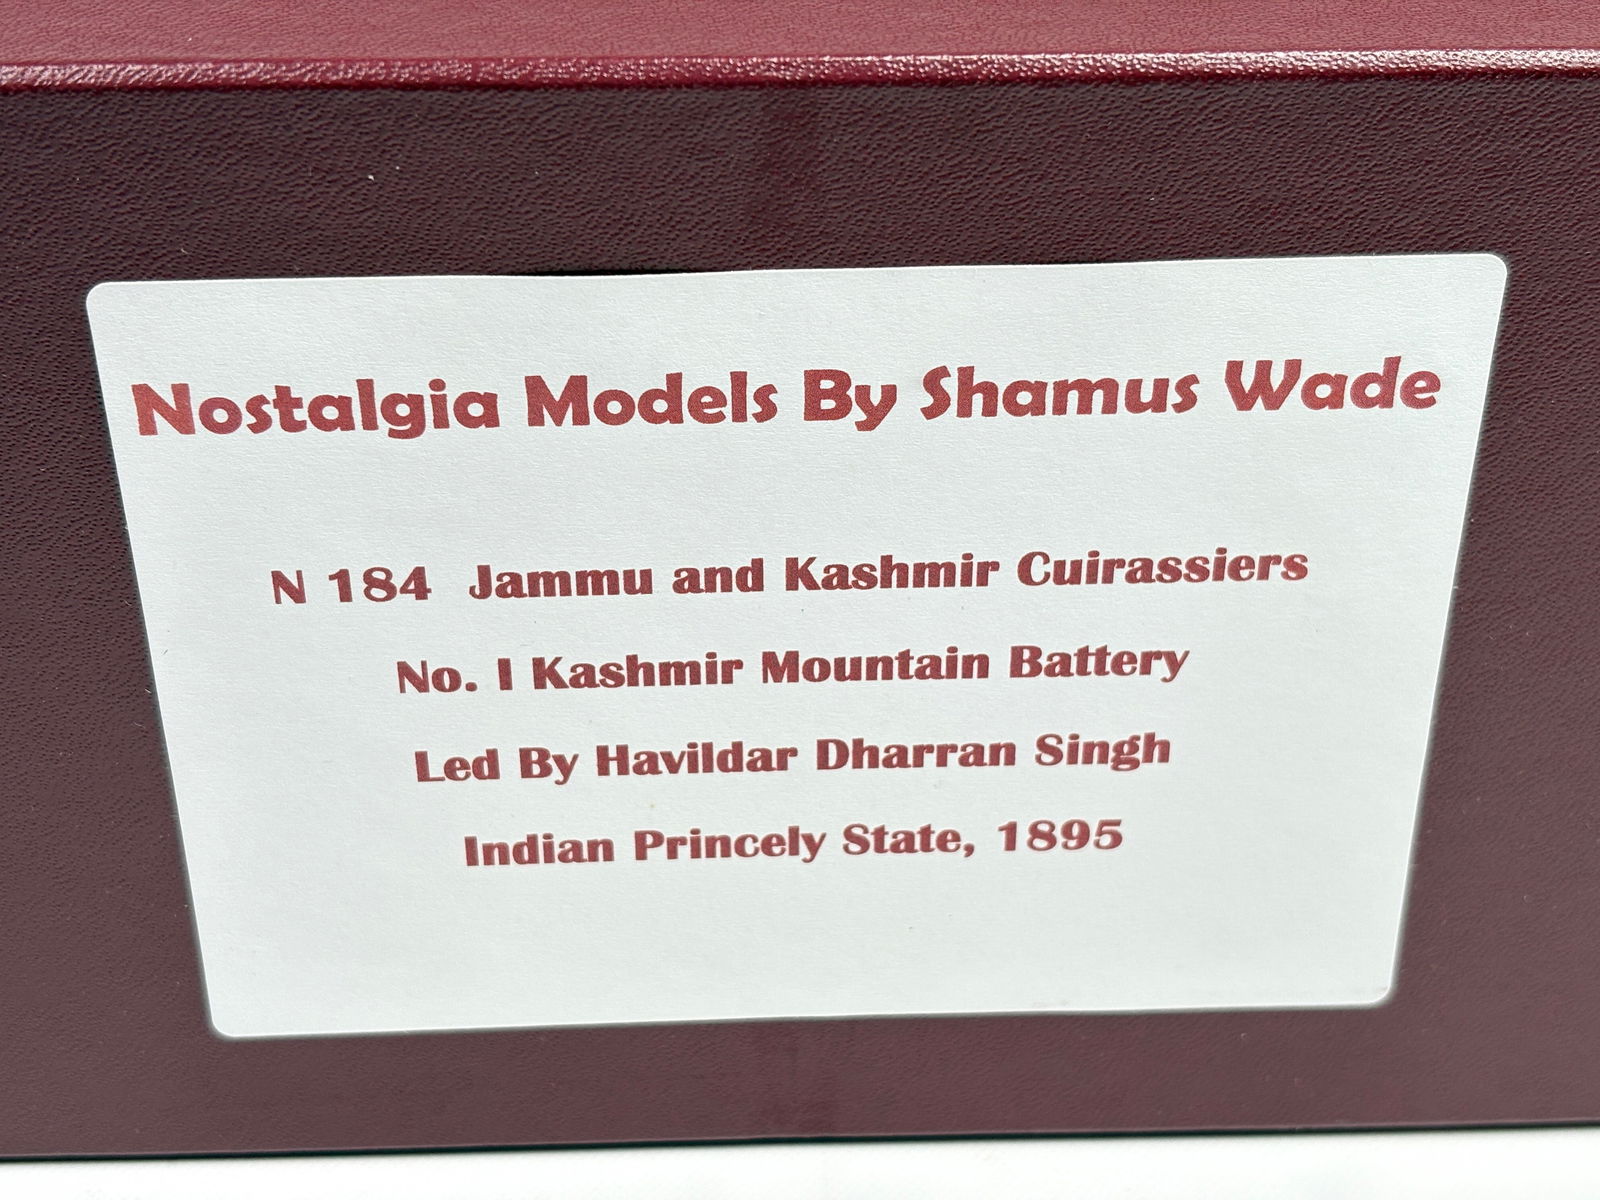 Nostalgia Models By Shamus Wade
N 184 Jammu and Kashmir Cuirassiers
No. I Kashmir Mountain Battery
Led By Havildar Dharran Singh
Indian Princely State, 1895